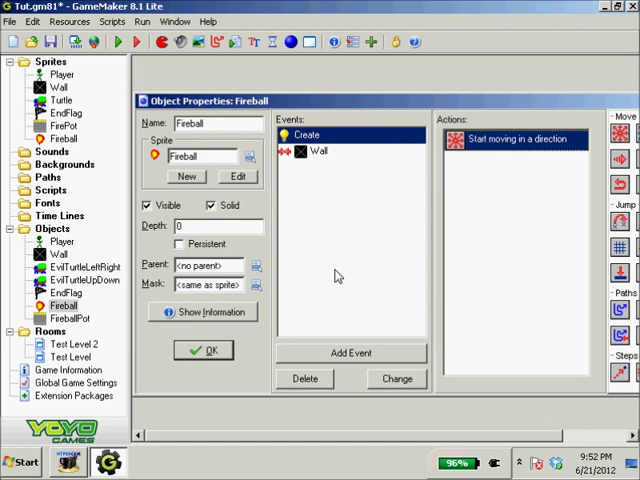 Tut.gm81* - GameMaker 8.1 Lite
File Edit Resources Scripts Run Window Help
Sprites
Player
Wall
Turtle
EndFlag
FirePot
Fireball
Sounds
Backgrounds
Paths
Scripts
Fonts
Time Lines
Objects
Player
Wall
EvilTurtleLeftRight
EvilTurtleUpDown
EndFlag
Fireball
FireballPot
Rooms
Test Level 2
Test Level
Game Information
Global Game Settings
Extension Packages
YOYO
GAMES
Object Properties: Fireball
Name: Fireball
Sprite
Fireball
New Edit
Visible Solid
Depth: 0
Persistent
Parent: <no parent>
Mask: <same as sprite>
Show Information
OK
Events:
Create
Wall
Add Event
Delete Change
Actions:
Start moving in a direction
Move
Jump
Paths
Steps
Start
HYPERCAM
96%
9:52 PM
6/21/2012